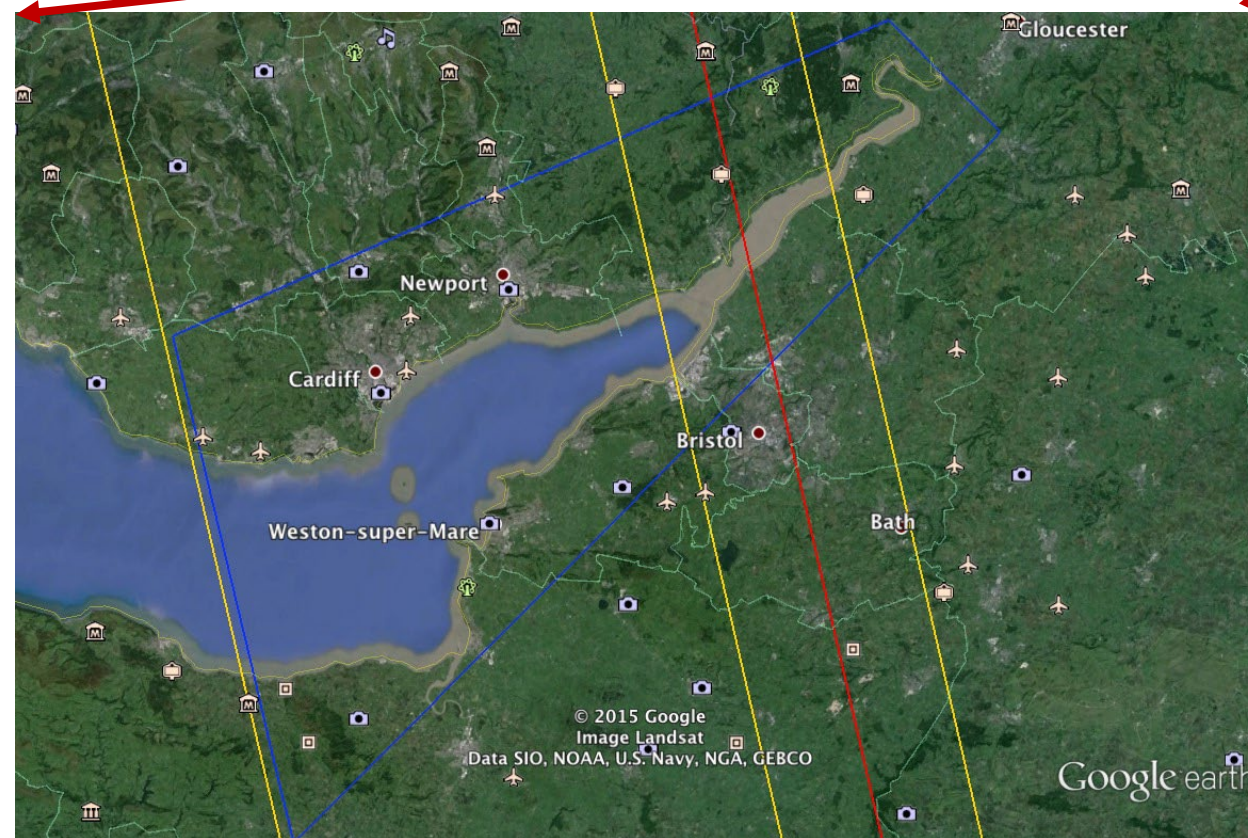 Gloucester
Newport
Cardiff
Bristol
Weston-super-Mare
Bath
© 2015 Google
Image Landsat
Data SIO, NOAA, U.S. Navy, NGA, GEBCO
Google earth